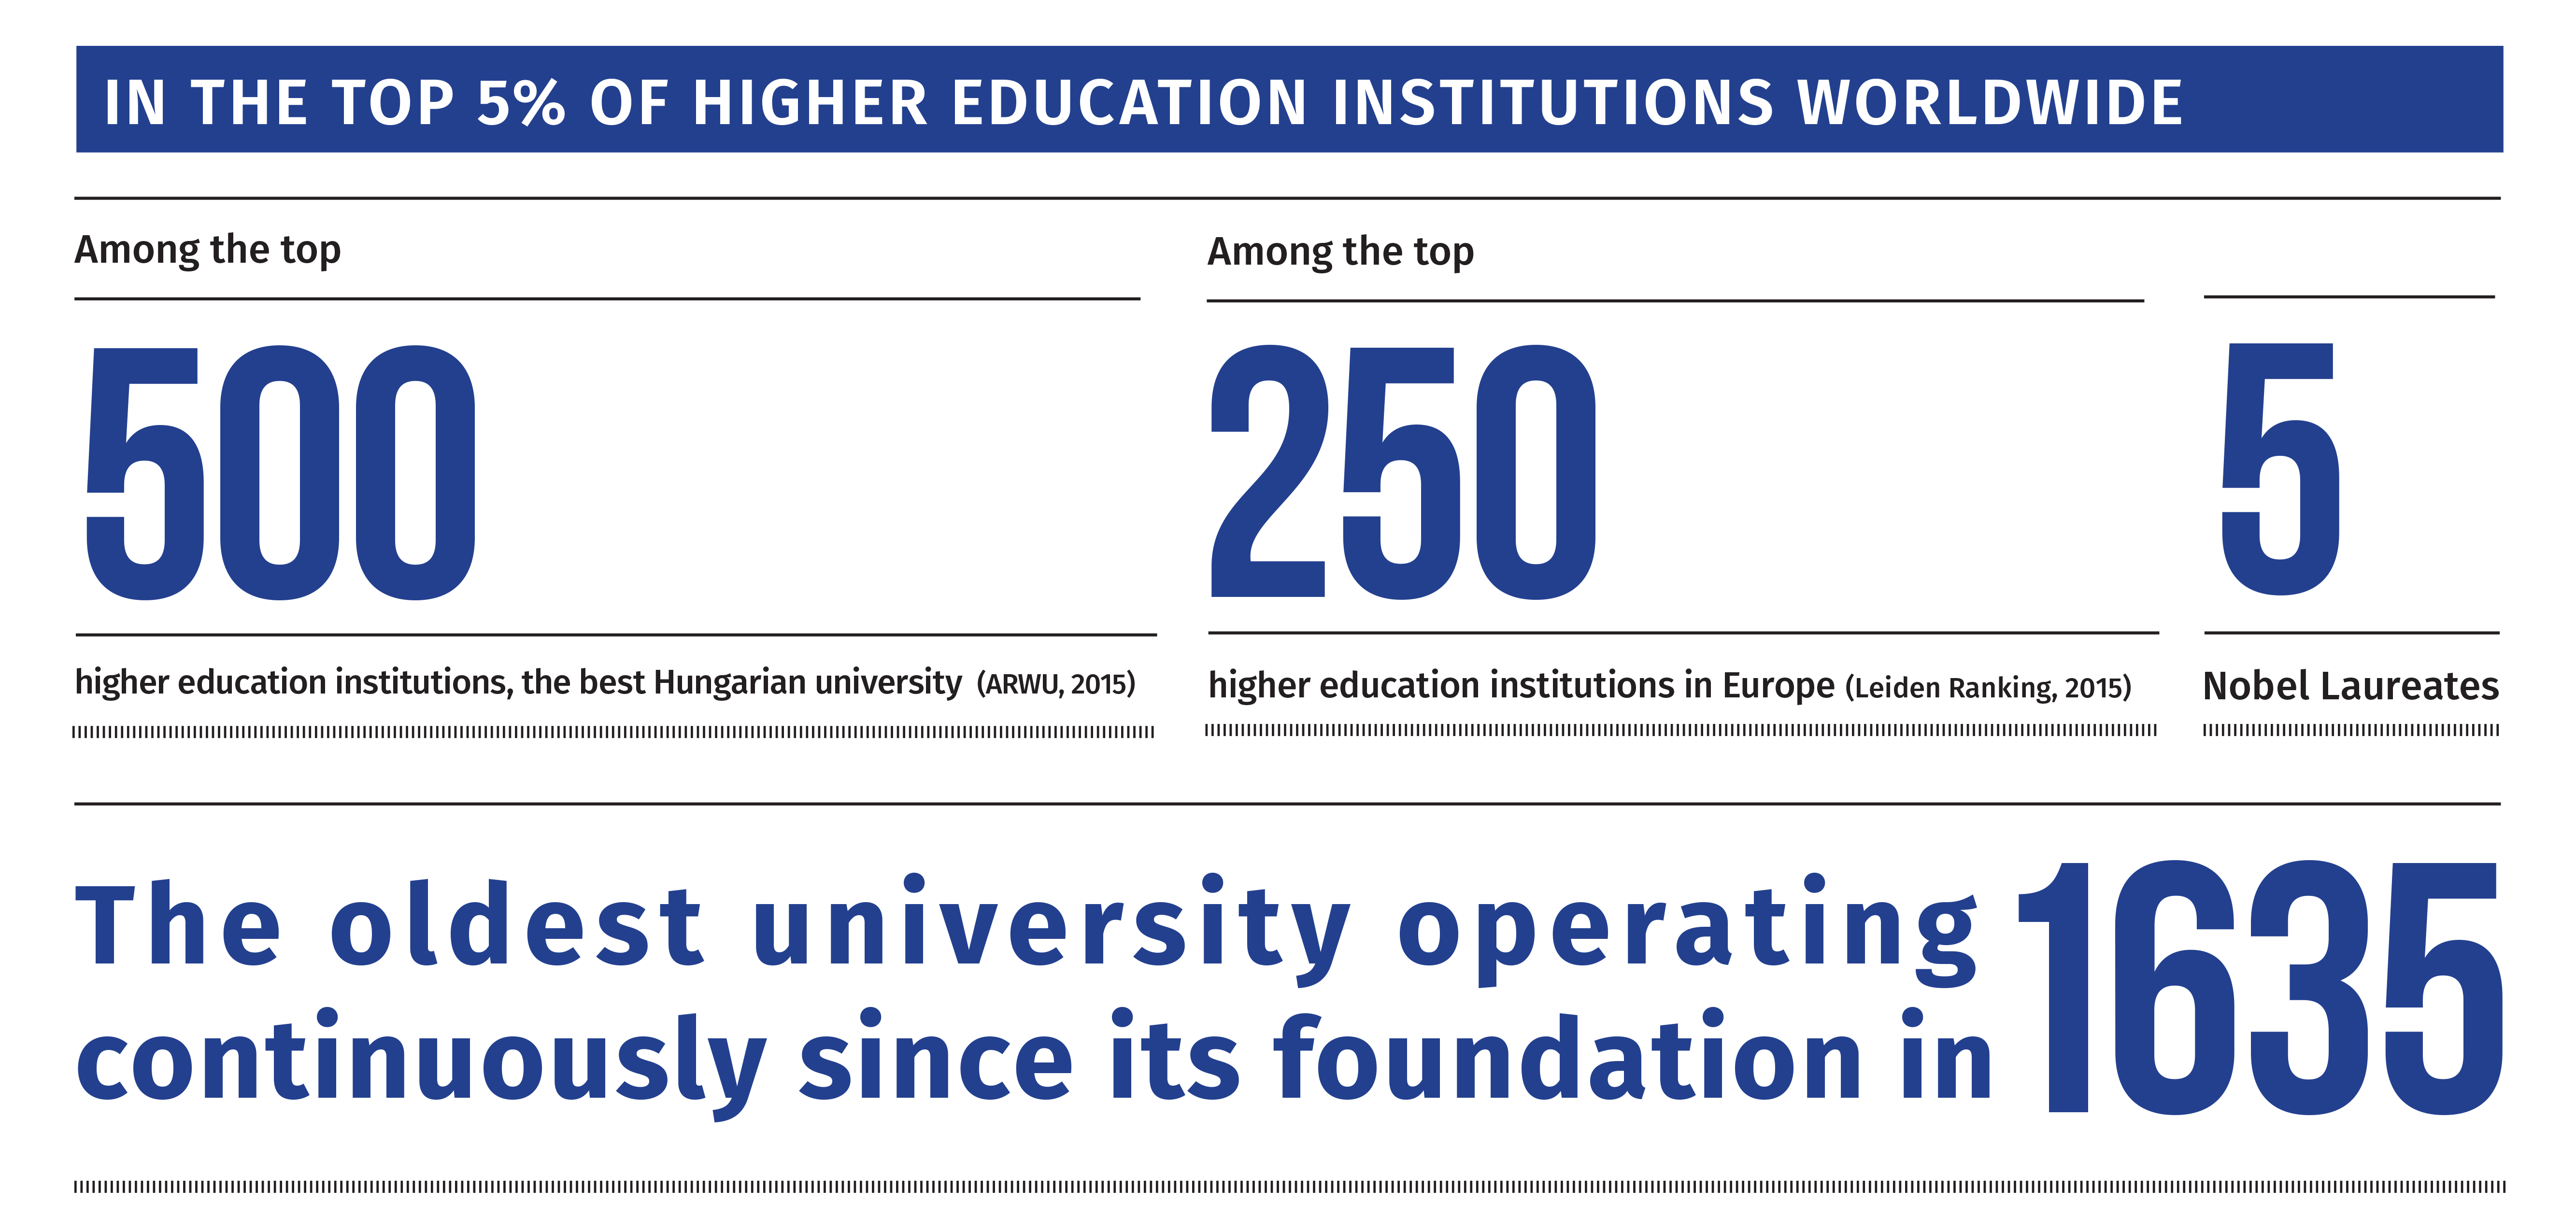 IN THE TOP 5% OF HIGHER EDUCATION INSTITUTIONS WORLDWIDE
Among the top
500
higher education institutions, the best Hungarian university (ARWU, 2015)
Among the top
250
higher education institutions in Europe (Leiden Ranking, 2015)
5
Nobel Laureates
The oldest university operating
continuously since its foundation in 1635